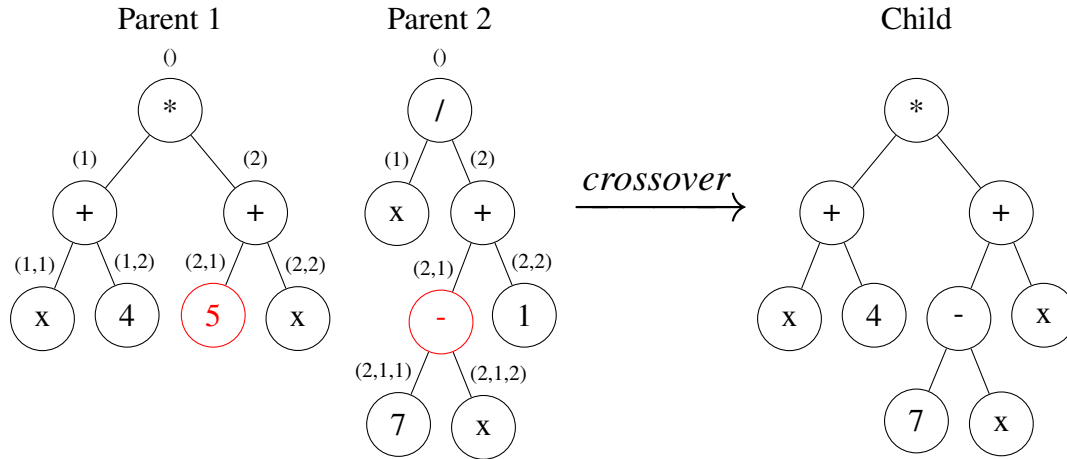 Parent 1 Parent 2 Child
() ()
* / *
(1) (2) (1) (2)
crossover
+ + x + + +
(1,1) (1,2) (2,1) (2,2) (2,1) (2,2)
x 4 5 x - 1 x 4 - x
(2,1,1) (2,1,2)
7 x 7 x